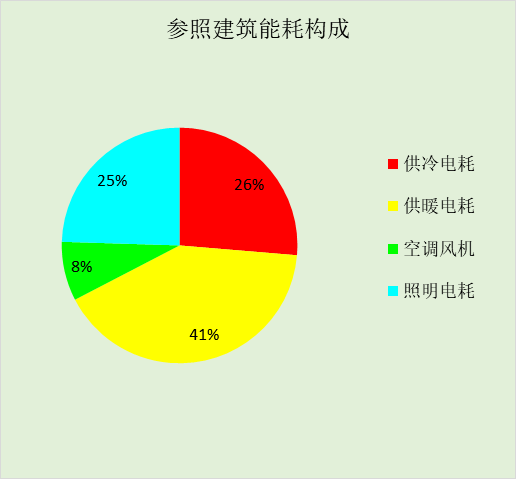 参照建筑能耗构成
25%
26%
8%
41%
供冷电耗
供暖电耗
空调风机
照明电耗